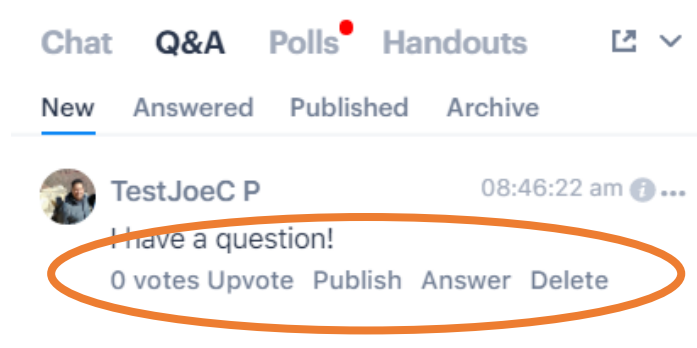 Chat Q&A Polls Handouts
New Answered Published Archive
TestJoeC P 08:46:22 am i ...
I have a question!
0 votes Upvote Publish Answer Delete